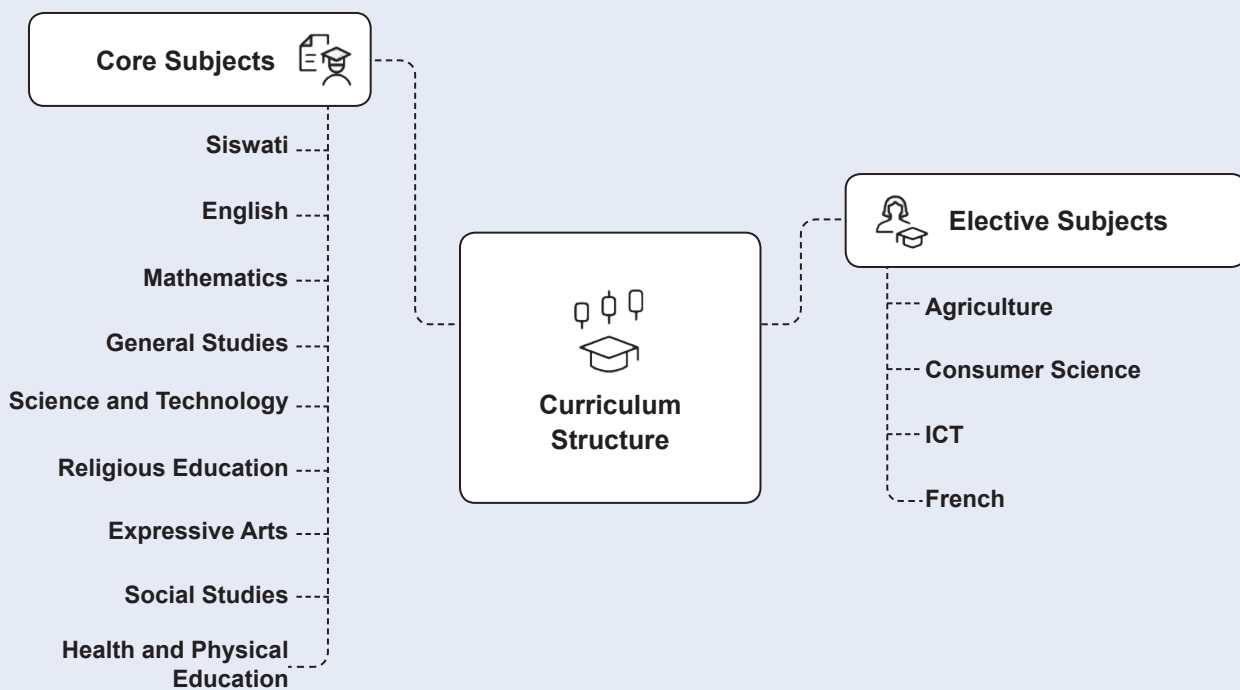 Core Subjects
Siswati
English
Mathematics
General Studies
Science and Technology
Religious Education
Expressive Arts
Social Studies
Health and Physical
Education
Curriculum
Structure
Elective Subjects
Agriculture
Consumer Science
ICT
French